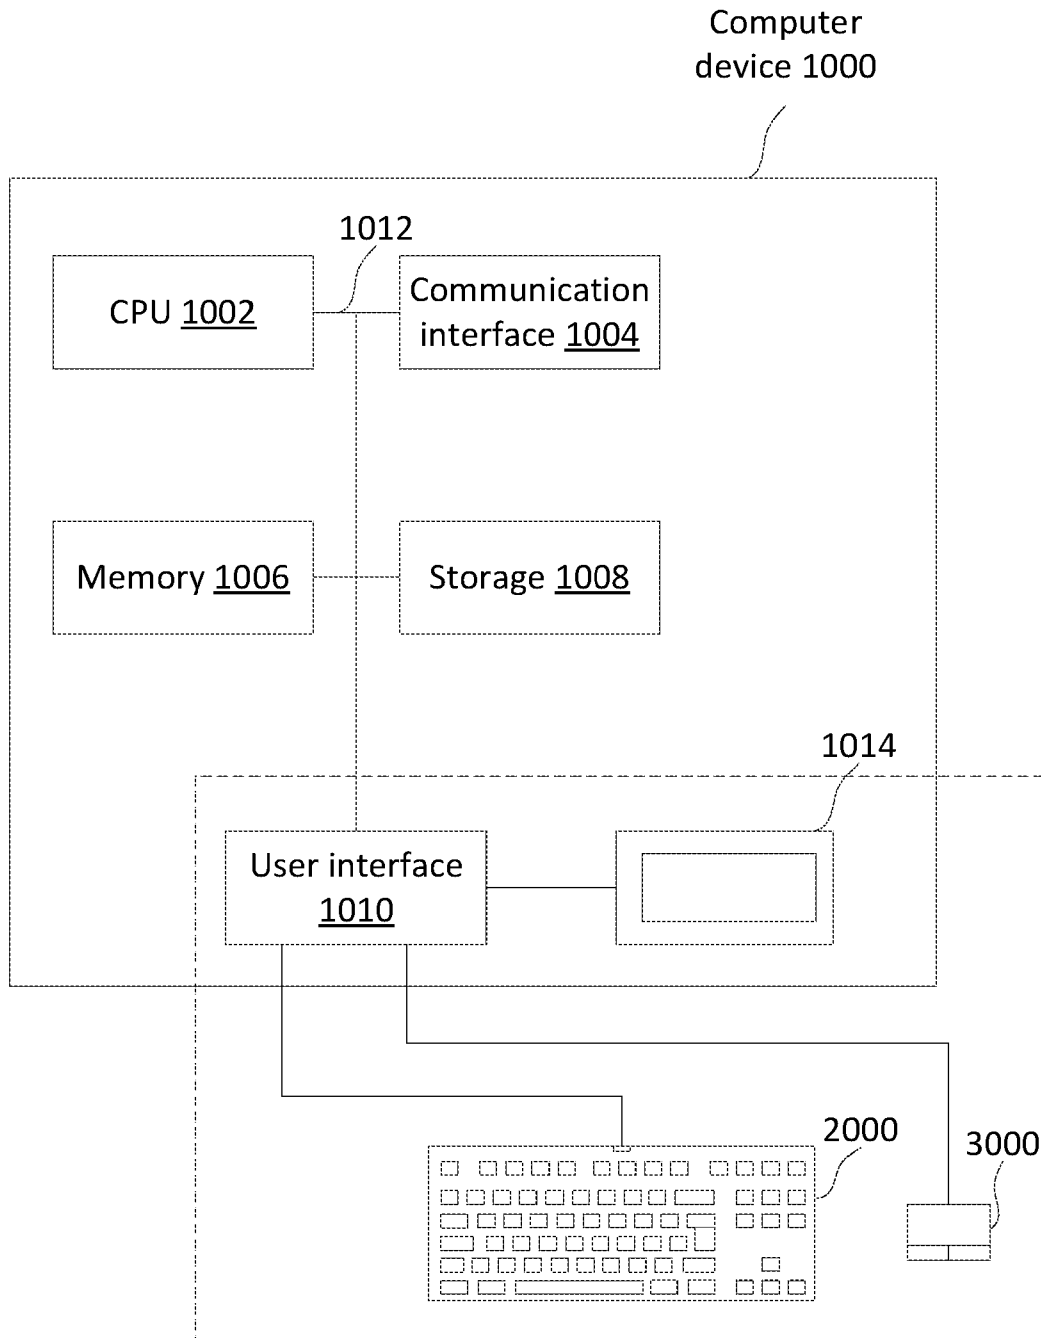 Computer
device 1000
1012
CPU 1002
Communication
interface 1004
Memory 1006
Storage 1008
1014
User interface
1010
2000
3000